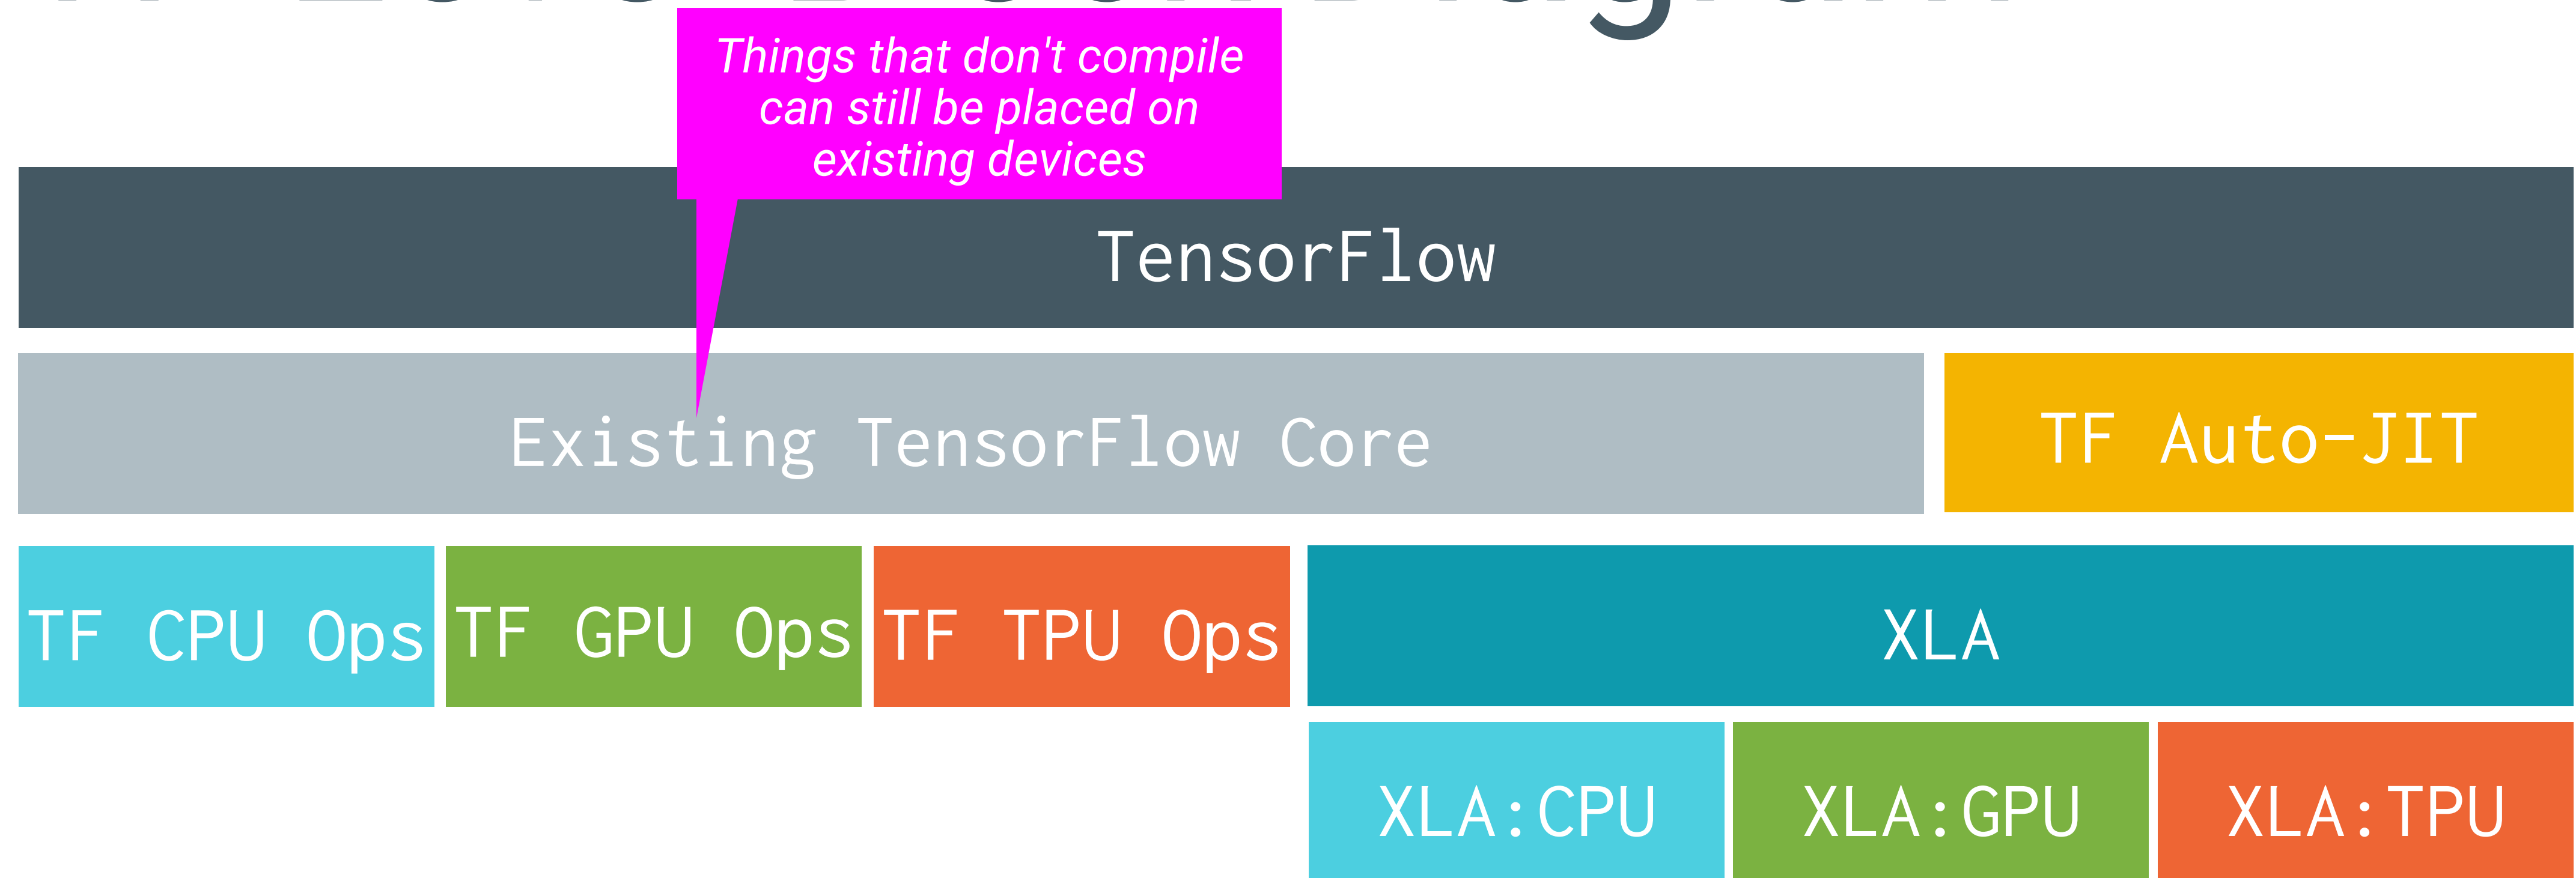 Things that don't compile
can still be placed on
existing devices
TensorFlow
Existing TensorFlow Core
TF Auto-JIT
TF CPU Ops
TF GPU Ops
TF TPU Ops
XLA
XLA:CPU
XLA:GPU
XLA:TPU